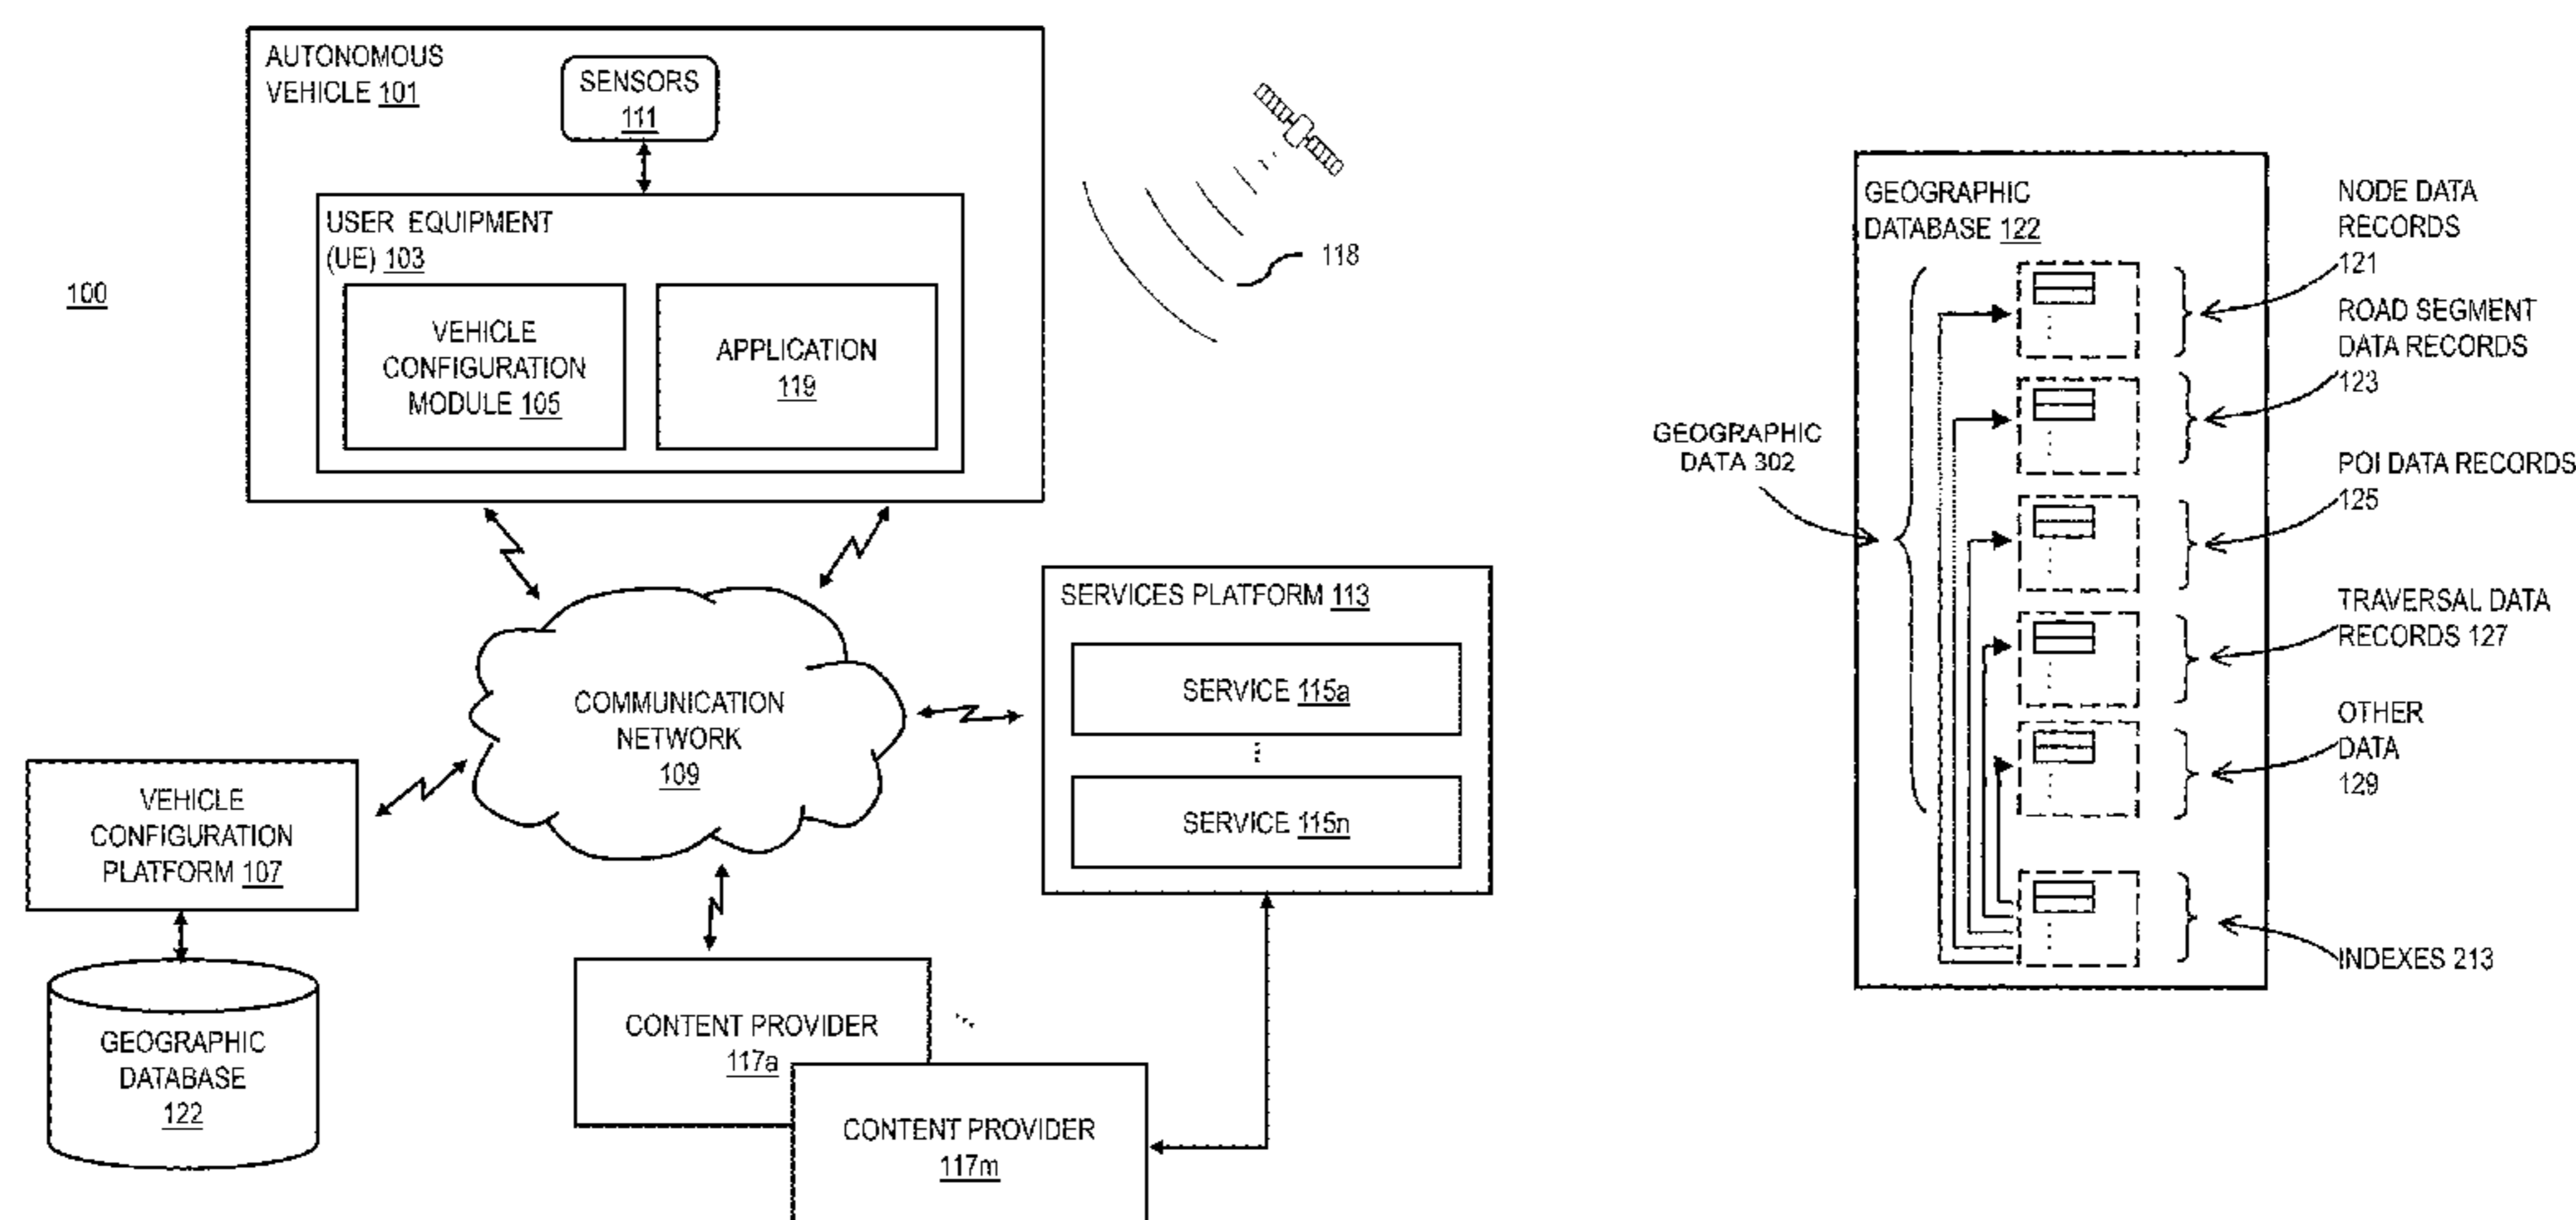 100
AUTONOMOUS
VEHICLE 101
SENSORS
111
USER EQUIPMENT
(UE) 103
VEHICLE
CONFIGURATION
MODULE 105
APPLICATION
119
118
COMMUNICATION
NETWORK
109
SERVICES PLATFORM 113
SERVICE 115a
SERVICE 115n
VEHICLE
CONFIGURATION
PLATFORM 107
GEOGRAPHIC
DATABASE
122
CONTENT PROVIDER
117a
CONTENT PROVIDER
117m
GEOGRAPHIC
DATABASE 122
GEOGRAPHIC
DATA 302
NODE DATA
RECORDS
121
ROAD SEGMENT
DATA RECORDS
123
POI DATA RECORDS
125
TRAVERSAL DATA
RECORDS 127
OTHER
DATA
129
INDEXES 213